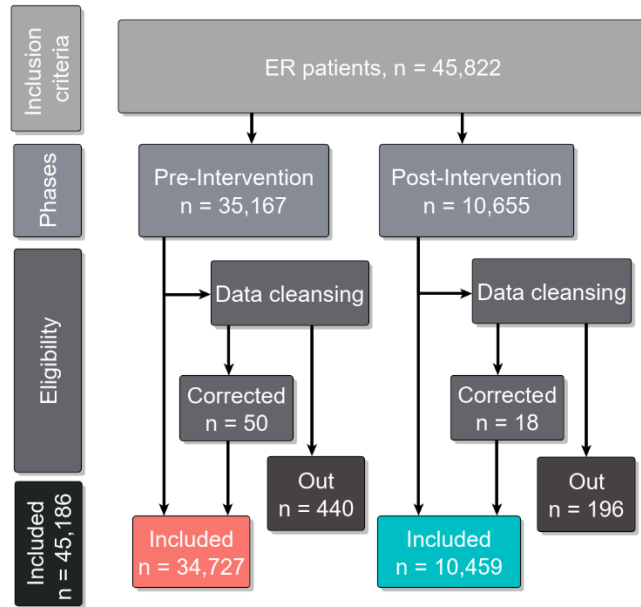 Inclusion
criteria
ER patients, n = 45,822
Phases
Pre-Intervention
n = 35,167
Post-Intervention
n = 10,655
Eligibility
Data cleansing
Data cleansing
Corrected
n = 50
Corrected
n = 18
Out
n = 440
Out
n = 196
Included
n = 45,186
Included
n = 34,727
Included
n = 10,459